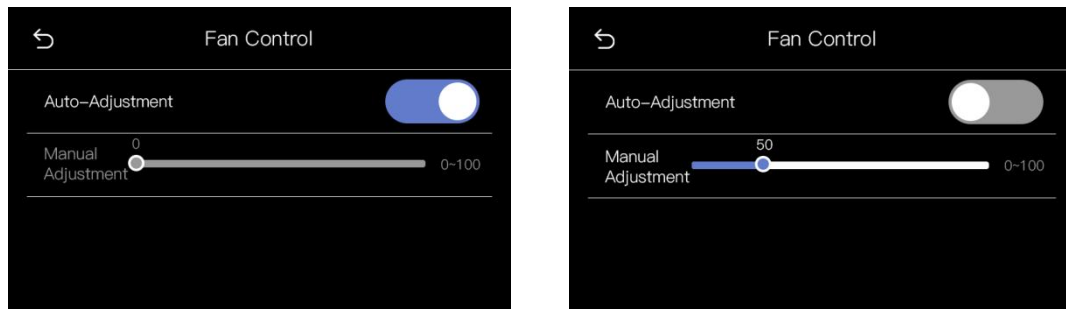 Fan Control
Auto-Adjustment
0
Manual
Adjustment
0~100
Fan Control
Auto-Adjustment
50
Manual
Adjustment
0~100